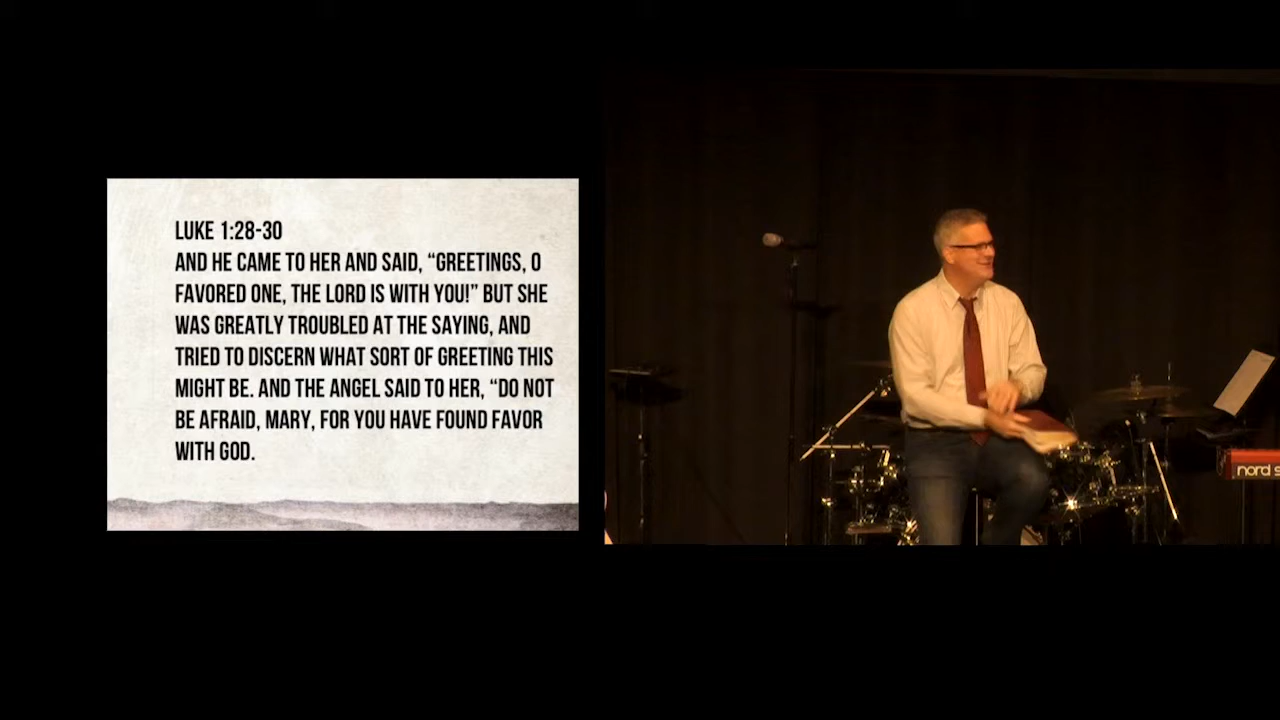 LUKE 1:28-30
AND HE CAME TO HER AND SAID, “GREETINGS, O
FAVORED ONE, THE LORD IS WITH YOU!” BUT SHE
WAS GREATLY TROUBLED AT THE SAYING, AND
TRIED TO DISCERN WHAT SORT OF GREETING THIS
MIGHT BE. AND THE ANGEL SAID TO HER, “DO NOT
BE AFRAID, MARY, FOR YOU HAVE FOUND FAVOR
WITH GOD.
nord s